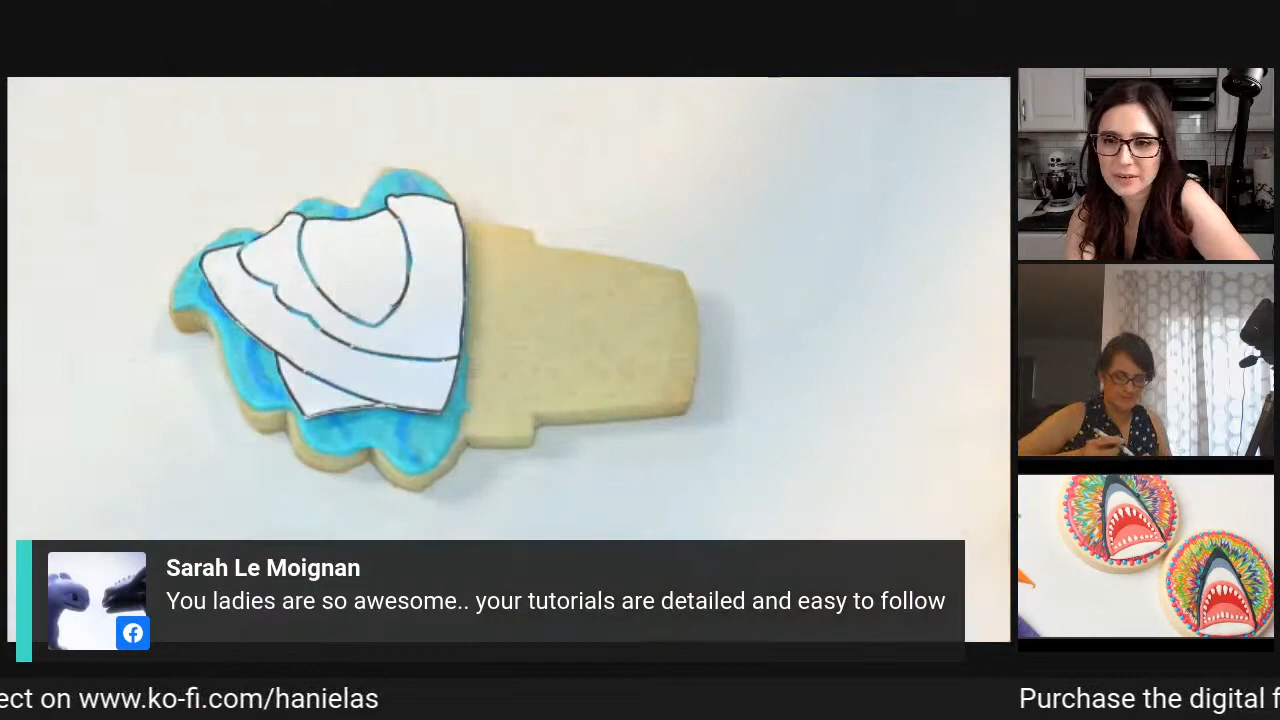 Sarah Le Moignan
You ladies are so awesome.. your tutorials are detailed and easy to follow
ect on www.ko-fi.com/hanielas
Purchase the digital f